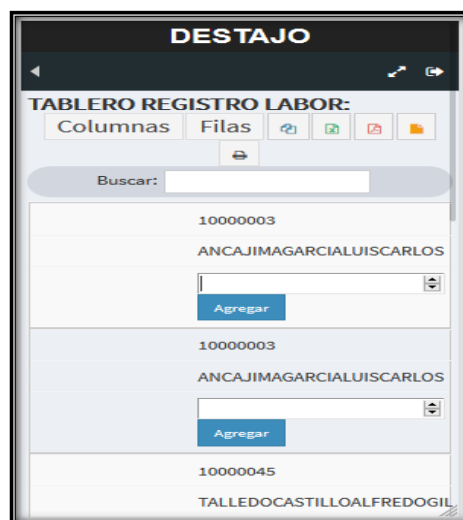 DESTAJO
TABLERO REGISTRO LABOR:
Columnas Filas
Buscar:
10000003
ANCAJIMAGARCIALUISCARLOS
Agregar
10000003
ANCAJIMAGARCIALUISCARLOS
Agregar
10000045
TALLEDOCASTILLOALFREDOGIL